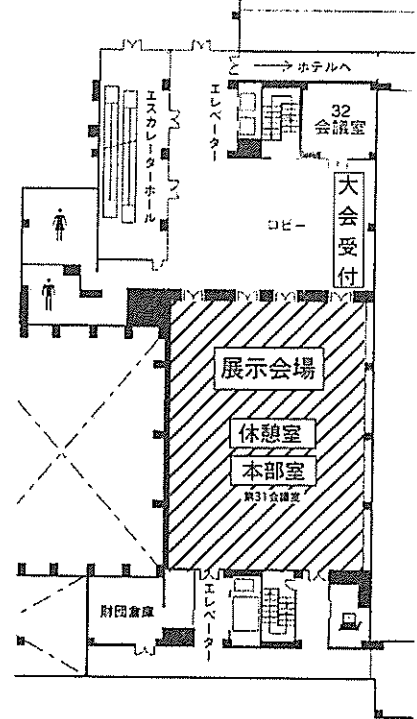 →ホテルへ
エレベーター
エスカレーターホール
32
会議室
ロビー
大会受付
展示会場
休憩室
本部室
第31会議室
財団倉庫
エレベーター